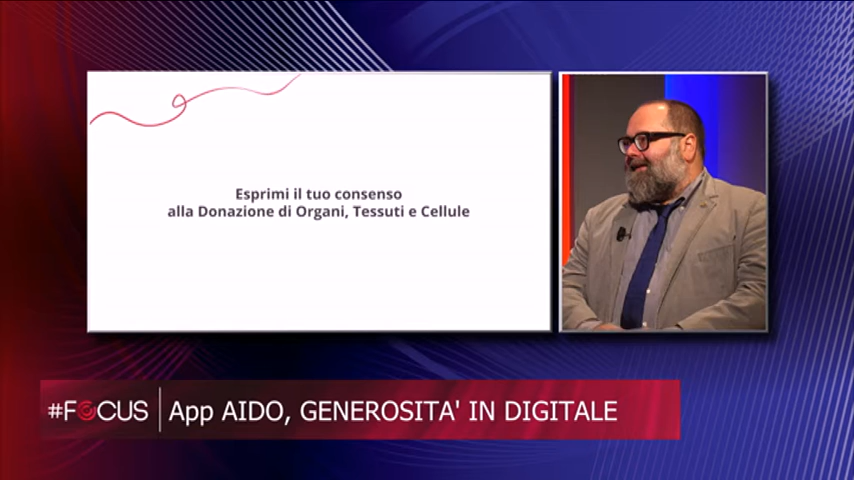 Esprimi il tuo consenso
alla Donazione di Organi, Tessuti e Cellule
#FOCUS
App AIDO, GENEROSITA' IN DIGITALE